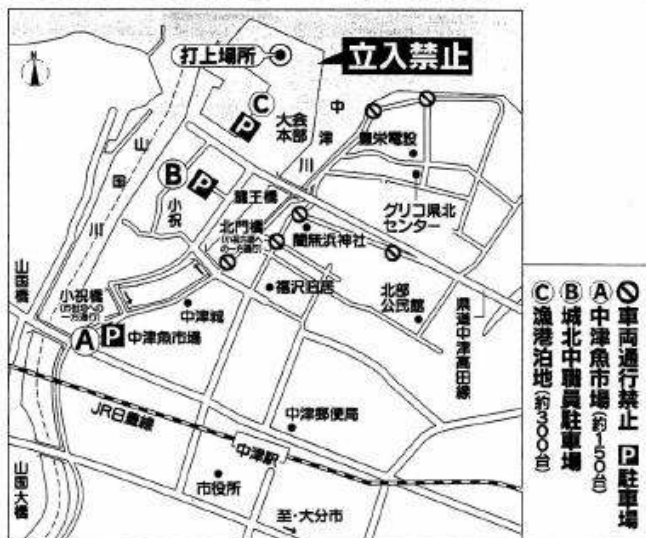 N
打上場所
立入禁止
C
P
大会
本部
中津川
豊栄電設
山国川
B
P
小祝
龍王橋
グリコ県北
センター
北門橋
闇無浜神社
小祝橋
中津城
福沢旧居
北部
公民館
県道中津高田線
山国橋
A
P
中津魚市場
JR日豊線
中津郵便局
中津駅
市役所
山国大橋
至・大分市
車両通行禁止 P 駐車場
A 中津魚市場(約150台)
B 城北中職員駐車場
C 漁港泊地(約300台)